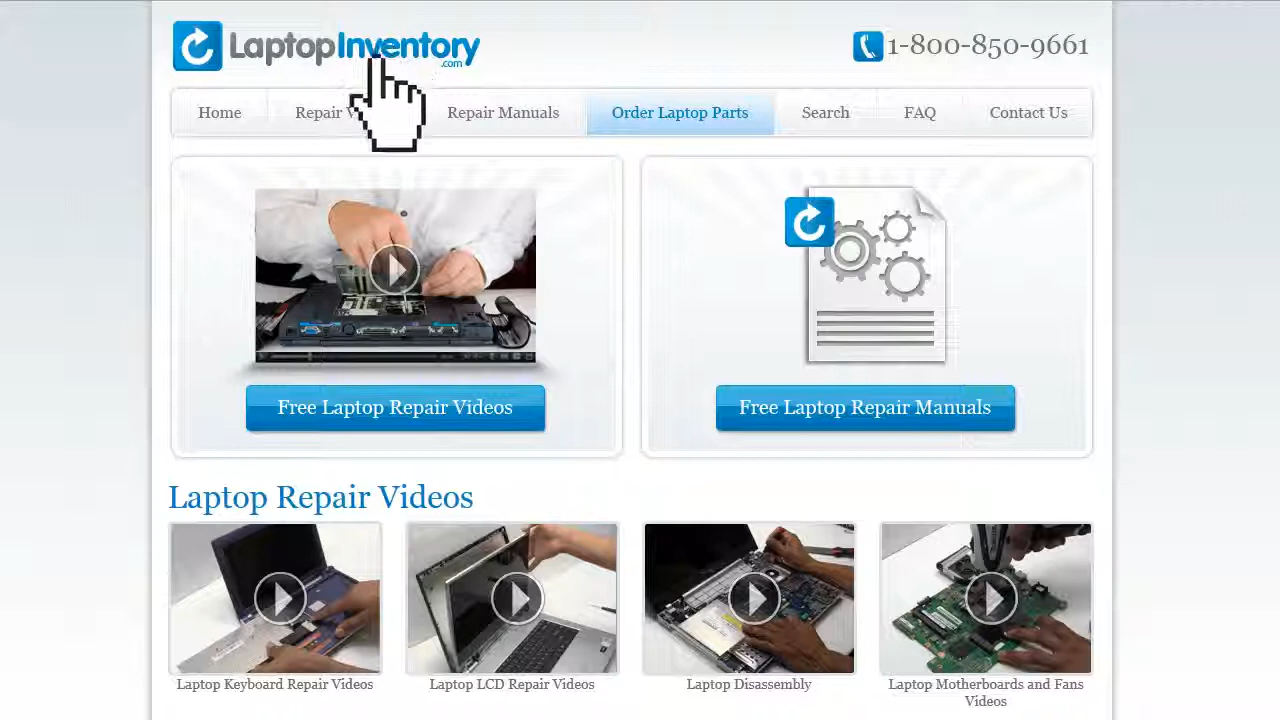 LaptopInventory
.com
1-800-850-9661
Home
Repair
Repair Manuals
Order Laptop Parts
Search
FAQ
Contact Us
Free Laptop Repair Videos
Free Laptop Repair Manuals
Laptop Repair Videos
Laptop Keyboard Repair Videos
Laptop LCD Repair Videos
Laptop Disassembly
Laptop Motherboards and Fans
Videos